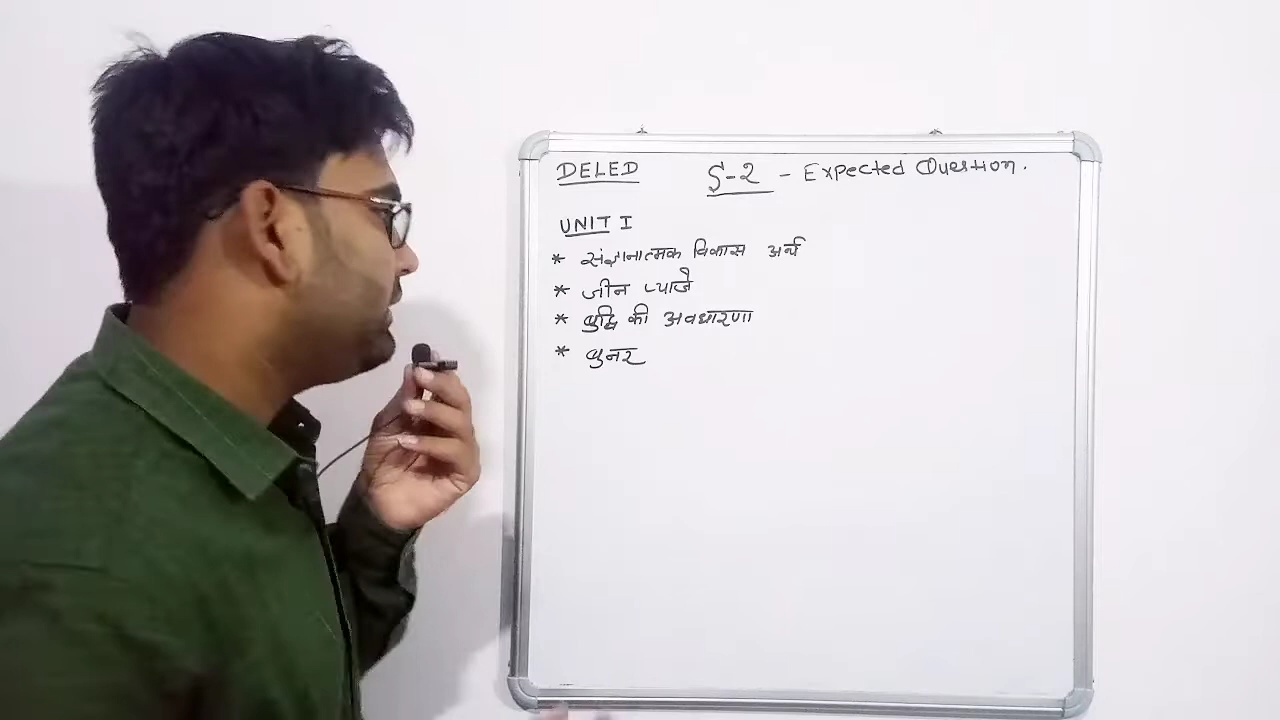 DELED S-2 - Expected Question.
UNIT I
* संज्ञानात्मक विकास अर्थ
* जीन प्याजे
* बुद्धि की अवधारणा
* ब्रुनर